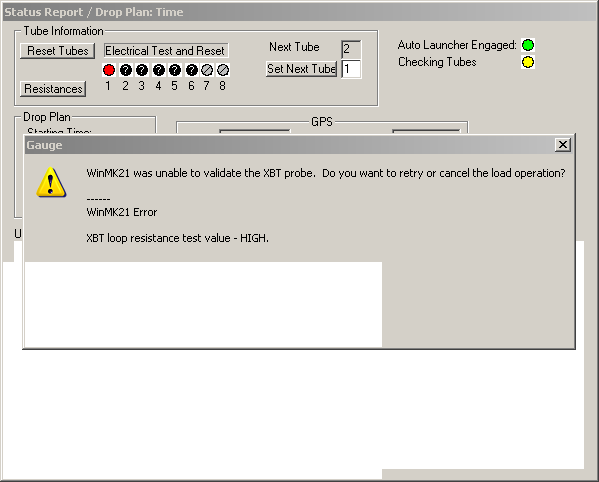 Status Report / Drop Plan: Time
Tube Information
Reset Tubes
Electrical Test and Reset
Next Tube 2
Set Next Tube 1
Auto Launcher Engaged:
Checking Tubes
? ? ? ? ?
1 2 3 4 5 6 7 8
Resistances
Drop Plan
GPS
Starting Time:
Gauge
WinMK21 was unable to validate the XBT probe. Do you want to retry or cancel the load operation?
------
WinMK21 Error
XBT loop resistance test value - HIGH.
U